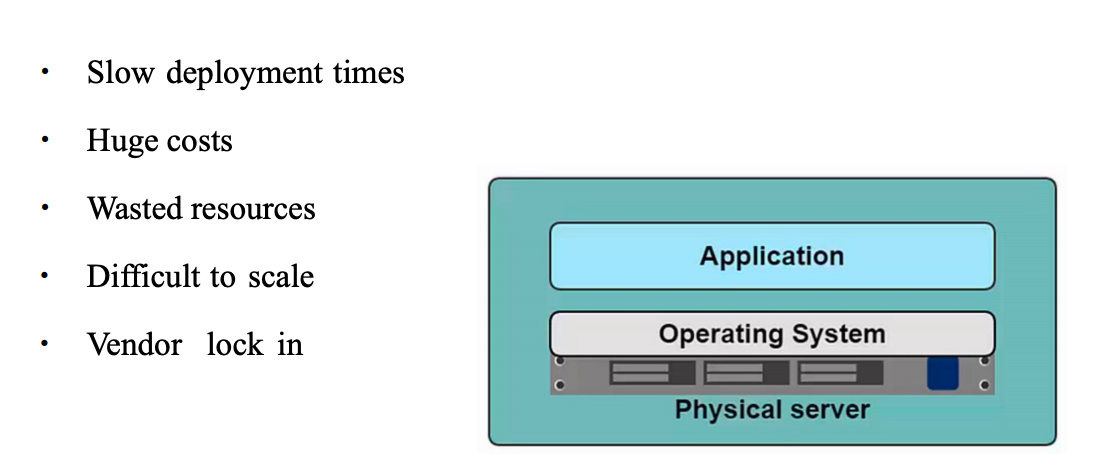 • Slow deployment times
• Huge costs
• Wasted resources
• Difficult to scale
• Vendor lock in
Application
Operating System
Physical server